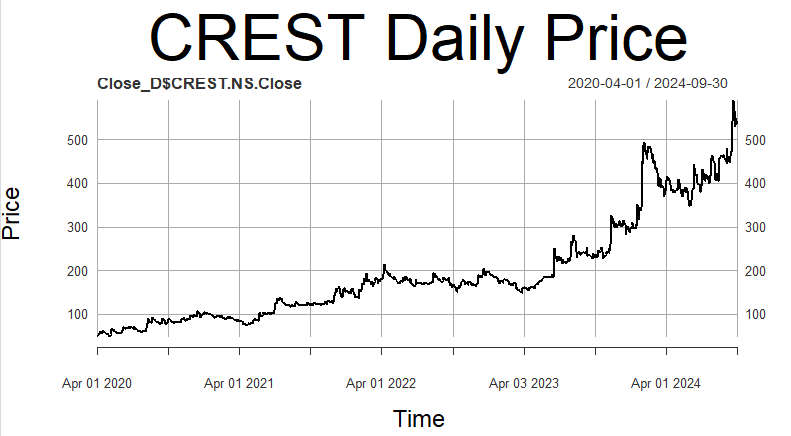 CREST Daily Price
Close_D$CREST.NS.Close 2020-04-01 / 2024-09-30
500 500
400 400
300 300
200 200
100 100
Price
Apr 01 2020 Apr 01 2021 Apr 01 2022 Apr 03 2023 Apr 01 2024
Time